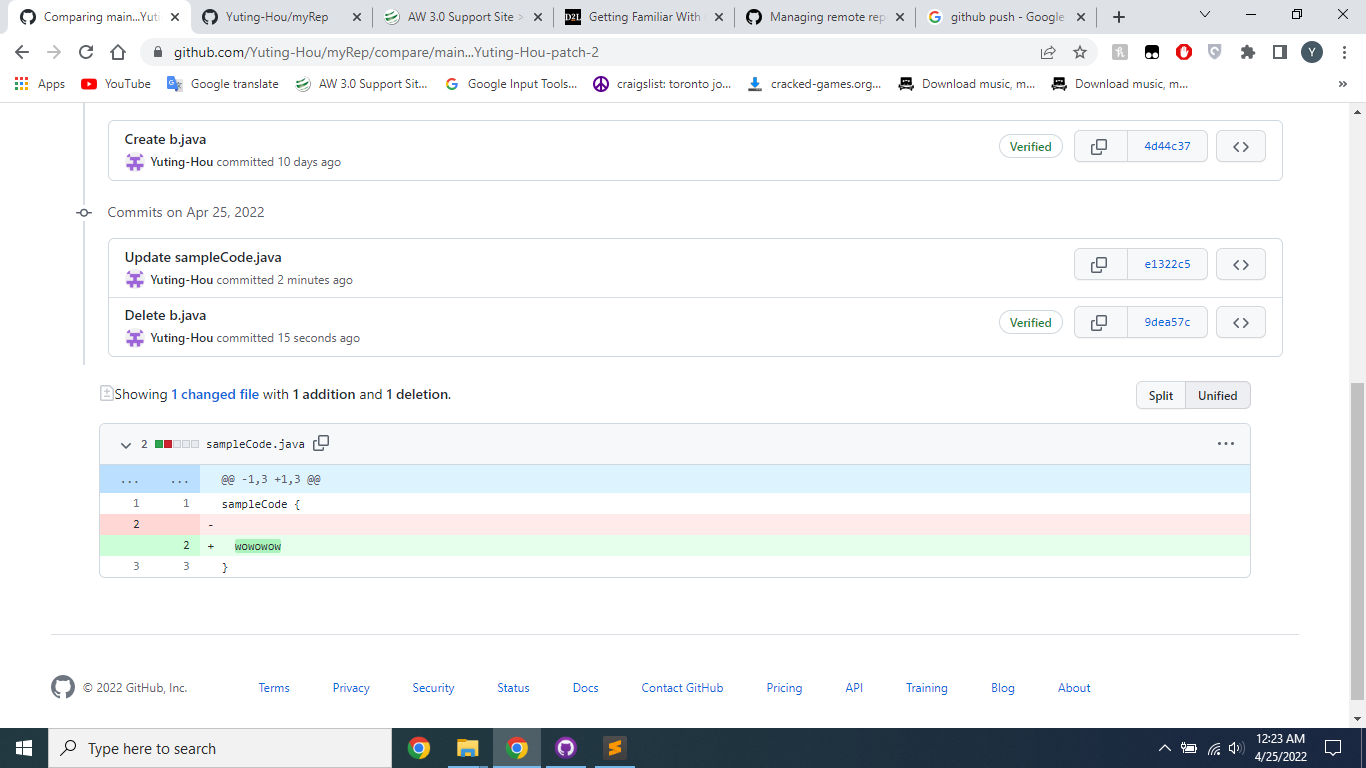 Comparing main...Yuti
Yuting-Hou/myRep
AW 3.0 Support Site >
Getting Familiar With
Managing remote rep
github push - Google
github.com/Yuting-Hou/myRep/compare/main...Yuting-Hou-patch-2
Y
Apps
YouTube
Google translate
AW 3.0 Support Sit...
Google Input Tools...
craigslist: toronto jo...
cracked-games.org...
Download music, m...
Download music, m...
»
Create b.java
Yuting-Hou committed 10 days ago
Verified
4d44c37
Commits on Apr 25, 2022
Update sampleCode.java
Yuting-Hou committed 2 minutes ago
e1322c5
Delete b.java
Yuting-Hou committed 15 seconds ago
Verified
9dea57c
Showing 1 changed file with 1 addition and 1 deletion.
Split
Unified
2 sampleCode.java
... ... @@ -1,3 +1,3 @@
1 1 sampleCode {
2 -
2 + wowowow
3 3 }
© 2022 GitHub, Inc.
Terms
Privacy
Security
Status
Docs
Contact GitHub
Pricing
API
Training
Blog
About
Type here to search
12:23 AM
4/25/2022